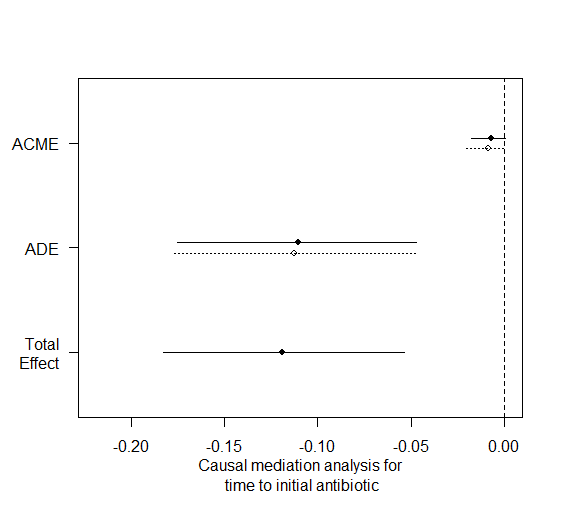 ACME
ADE
Total
Effect
-0.20 -0.15 -0.10 -0.05 0.00
Causal mediation analysis for
time to initial antibiotic